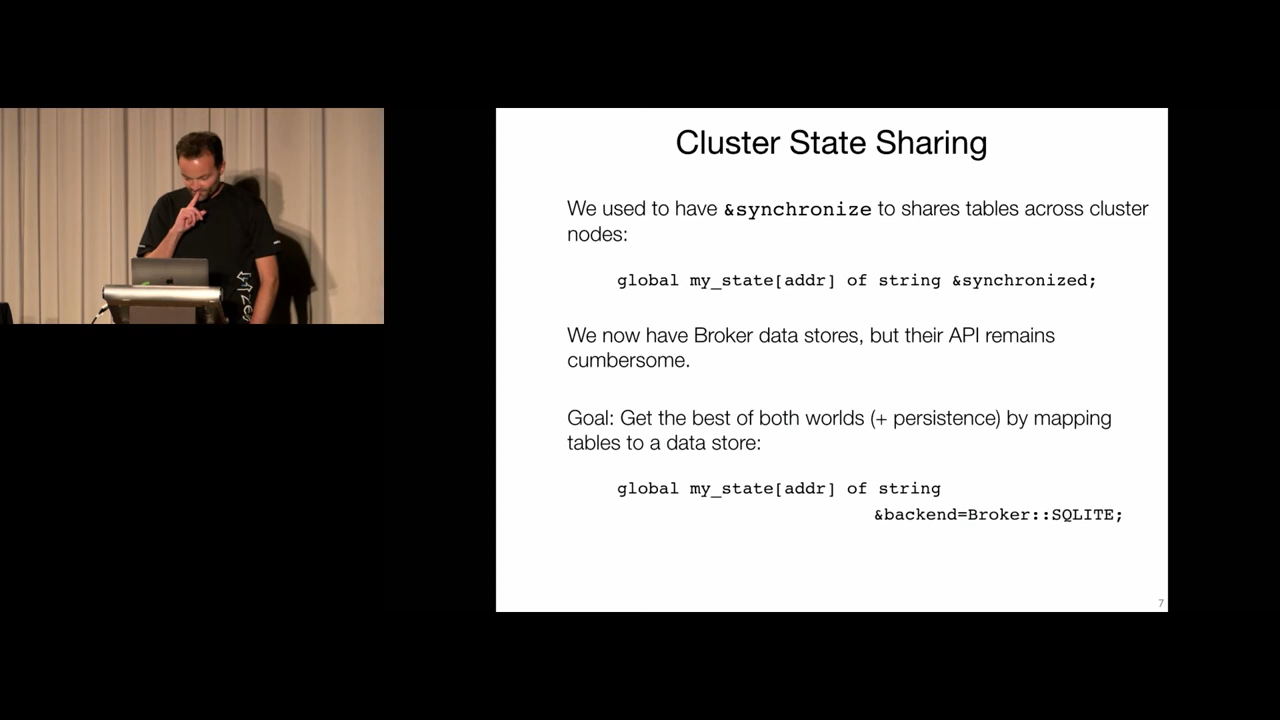 Cluster State Sharing
We used to have &synchronize to shares tables across cluster
nodes:
global my_state[addr] of string &synchronized;
We now have Broker data stores, but their API remains
cumbersome.
Goal: Get the best of both worlds (+ persistence) by mapping
tables to a data store:
global my_state[addr] of string
&backend=Broker::SQLITE;
7